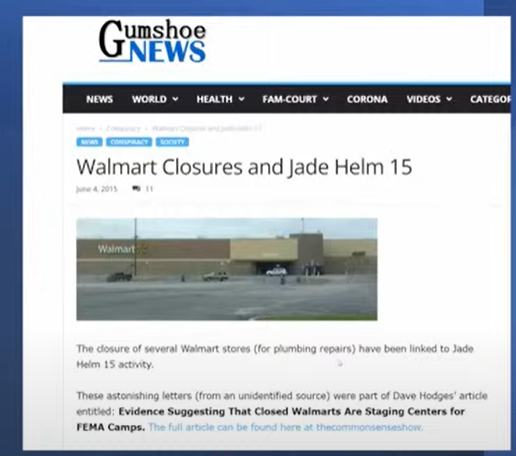 Gumshoe
NEWS
NEWS WORLD HEALTH FAM-COURT CORONA VIDEOS CATEGOR
Home Conspiracy Walmart Closures and Jade Helm 15
NEWS CONSPIRACY SOCIETY
Walmart Closures and Jade Helm 15
June 4, 2015 11
Walmart
The closure of several Walmart stores (for plumbing repairs) have been linked to Jade
Helm 15 activity.
These astonishing letters (from an unidentified source) were part of Dave Hodges' article
entitled: Evidence Suggesting That Closed Walmarts Are Staging Centers for
FEMA Camps. The full article can be found here at thecommonsenseshow.